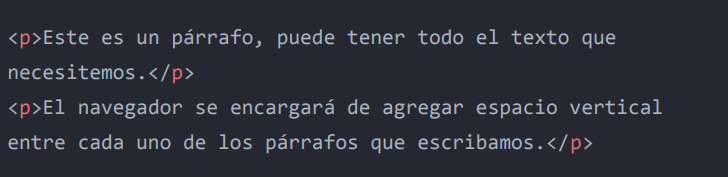 <p>Este es un párrafo, puede tener todo el texto que
necesitemos.</p>
<p>El navegador se encargará de agregar espacio vertical
entre cada uno de los párrafos que escribamos.</p>